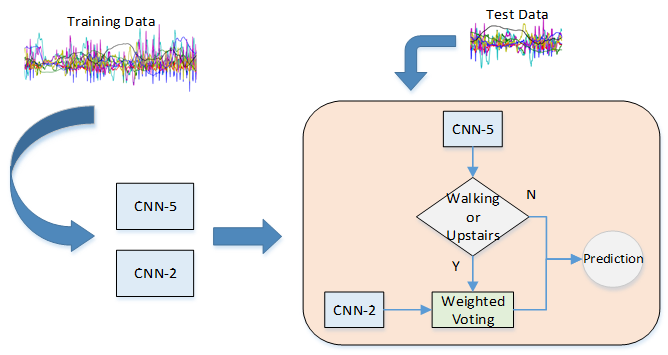 Training Data
Test Data
CNN-5
CNN-2
CNN-5
Walking
or
Upstairs
N
Y
Prediction
CNN-2
Weighted
Voting